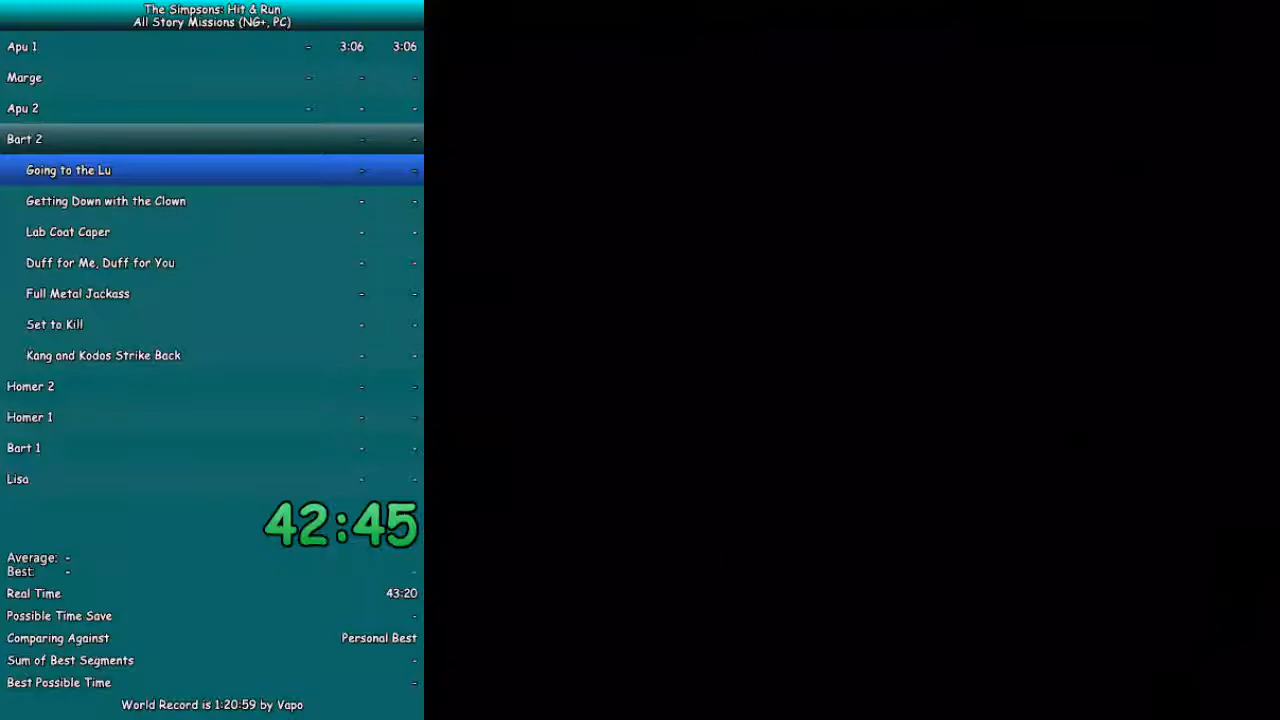 The Simpsons: Hit & Run
All Story Missions (NG+, PC)
Apu 1 - 3:06 3:06
Marge - - -
Apu 2 - - -
Bart 2 - -
Going to the Lu - -
Getting Down with the Clown - -
Lab Coat Caper - -
Duff for Me, Duff for You - -
Full Metal Jackass - -
Set to Kill - -
Kang and Kodos Strike Back - -
Homer 2 - -
Homer 1 - -
Bart 1 - -
Lisa - -
42:45
Average: -
Best: - -
Real Time 43:20
Possible Time Save -
Comparing Against Personal Best
Sum of Best Segments -
Best Possible Time -
World Record is 1:20:59 by Vapo